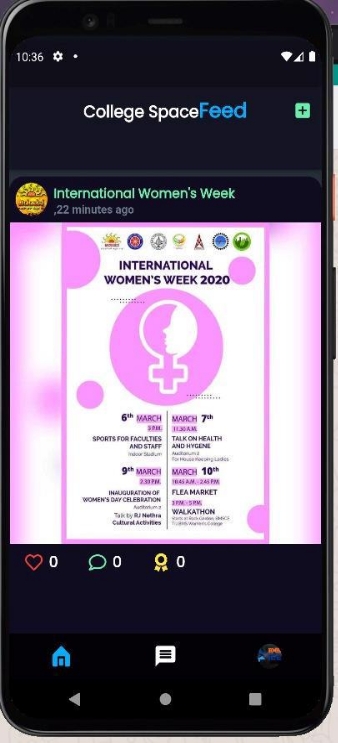 10:36
College SpaceFeed
International Women's Week
,22 minutes ago
INTERNATIONAL
WOMEN'S WEEK 2020
6th MARCH
3 P.M.
SPORTS FOR FACULTIES
AND STAFF
Indoor Stadium
MARCH 7th
11:30 A.M.
TALK ON HEALTH
AND HYGENE
Auditorium 2
For House Keeping Ladies
9th MARCH
2.30 P.M.
INAUGURATION OF
WOMEN'S DAY CELEBRATION
Auditorium 2
Talk by RJ Nethra
Cultural Activities
MARCH 10th
10:45 A.M. - 2:45 P.M.
FLEA MARKET
3 P.M. - 5 P.M.
WALKATHON
0
0
0